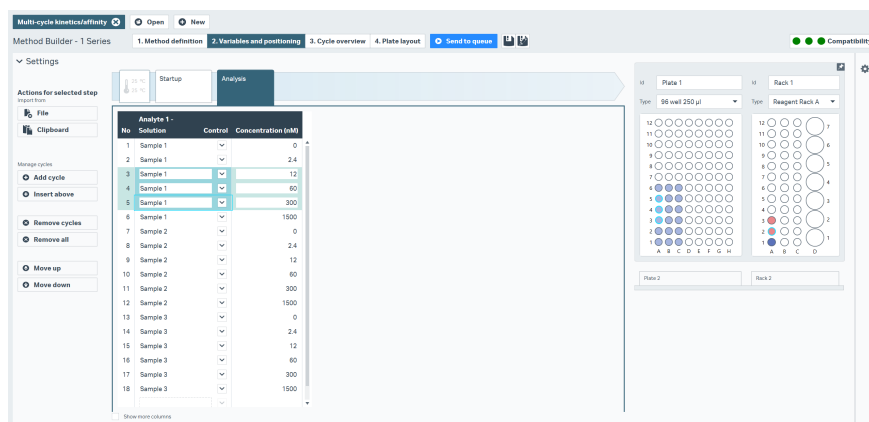 Multi-cycle kinetics/affinity Open New
Method Builder - 1 Series 1. Method definition 2. Variables and positioning 3. Cycle overview 4. Plate layout Send to queue Compatibility
Settings
Startup Analysis
25 °C
25 °C
Actions for selected step
Import from
File
Clipboard
Manage cycles
Add cycle
Insert above
Remove cycles
Remove all
Move up
Move down
Analyte 1 -
No Solution Control Concentration (nM)
1 Sample 1 0
2 Sample 1 2.4
3 Sample 1 12
4 Sample 1 60
5 Sample 1 300
6 Sample 1 1500
7 Sample 2 0
8 Sample 2 2.4
9 Sample 2 12
10 Sample 2 60
11 Sample 2 300
12 Sample 2 1500
13 Sample 3 0
14 Sample 3 2.4
15 Sample 3 12
16 Sample 3 60
17 Sample 3 300
18 Sample 3 1500
Show more columns
Id Plate 1 Id Rack 1
Type 96 well 250 µl Type Reagent Rack A
12 12 7
11 11
10 10 6
9 9
8 8 5
7 7
6 6 4
5 5 3
4 4
3 3 2
2 2
1 1 1
A B C D E F G H A B C D
Plate 2 Rack 2